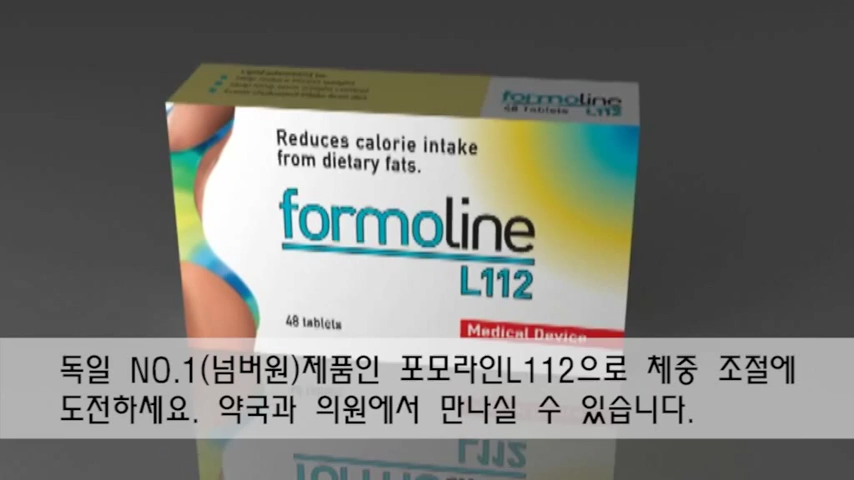 formoline
48 Tablets
L112
Reduces calorie intake
from dietary fats.
formoline
L112
48 tablets
Medical Device
독일 NO.1(넘버원)제품인 포모라인L112으로 체중 조절에
도전하세요. 약국과 의원에서 만나실 수 있습니다.